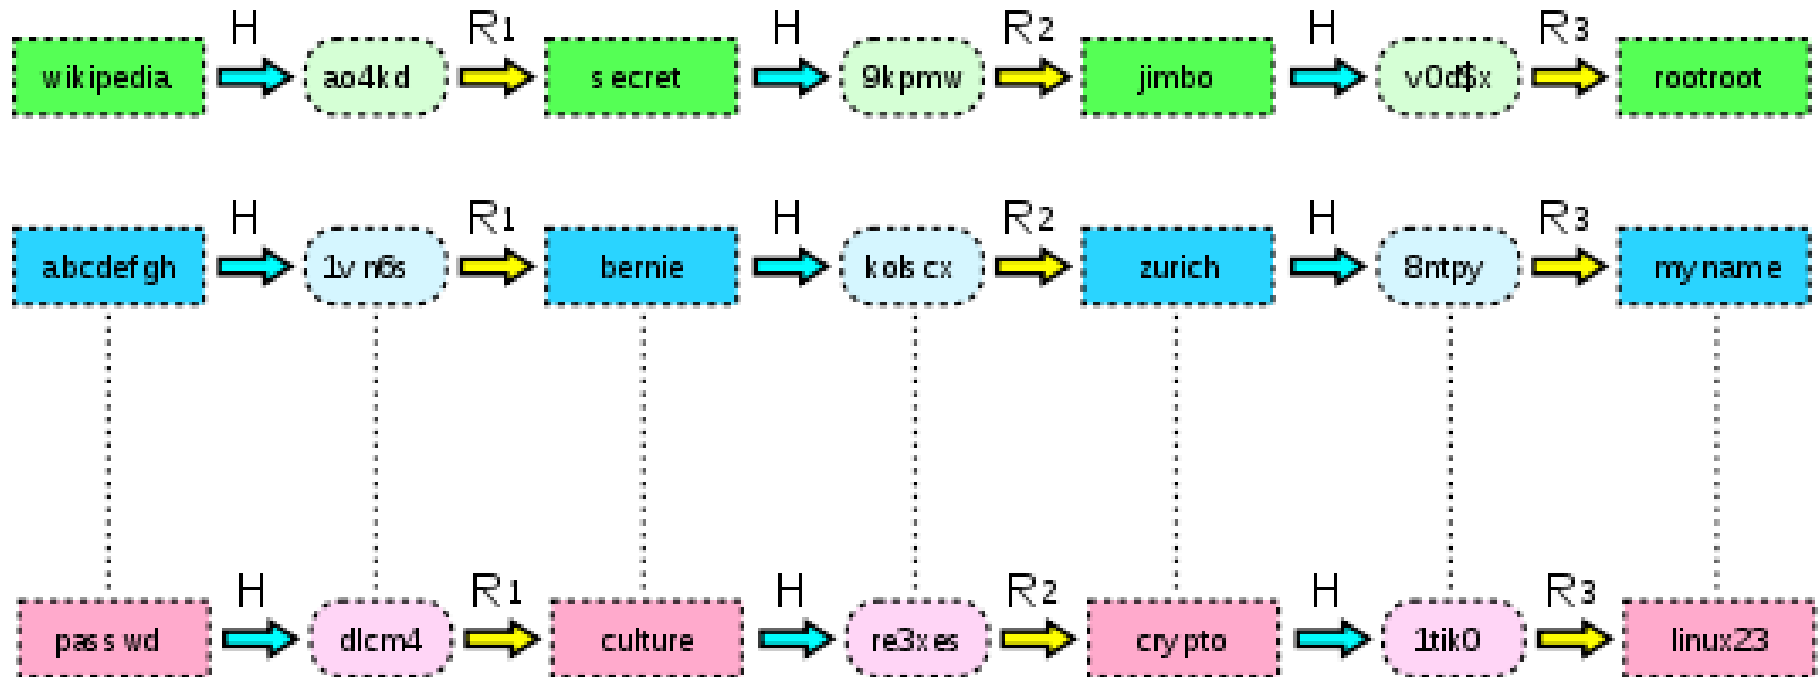 H R1 H R2 H R3
wikipedia ao4kd secret 9kpmw jimbo v0d$x rootroot
H R1 H R2 H R3
abcdefgh 1vn6s bernie kolscx zurich 8ntpy myname
H R1 H R2 H R3
passwd dlcm4 culture re3xes crypto 1tik0 linux23